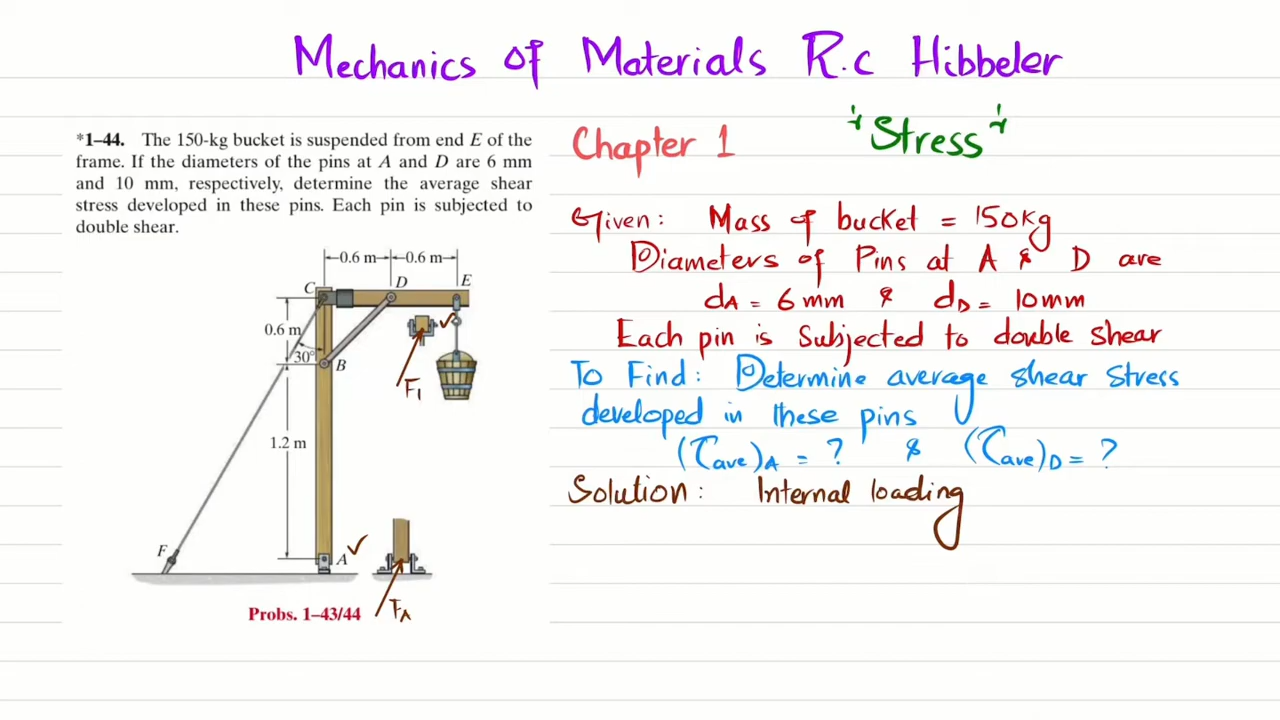 Mechanics of Materials R.c Hibbeler
*1–44. The 150-kg bucket is suspended from end E of the
frame. If the diameters of the pins at A and D are 6 mm
and 10 mm, respectively, determine the average shear
stress developed in these pins. Each pin is subjected to
double shear.
0.6 m
0.6 m
C
D
E
0.6 m
30°
B
F1
1.2 m
F
A
FA
Probs. 1–43/44
Chapter 1
Stress
Given: Mass of bucket = 150kg
Diameters of Pins at A & D are
dA = 6mm & dD = 10mm
Each pin is subjected to double shear
To Find: Determine average shear stress
developed in these pins
(τave)A = ? & (τave)D = ?
Solution: Internal loading